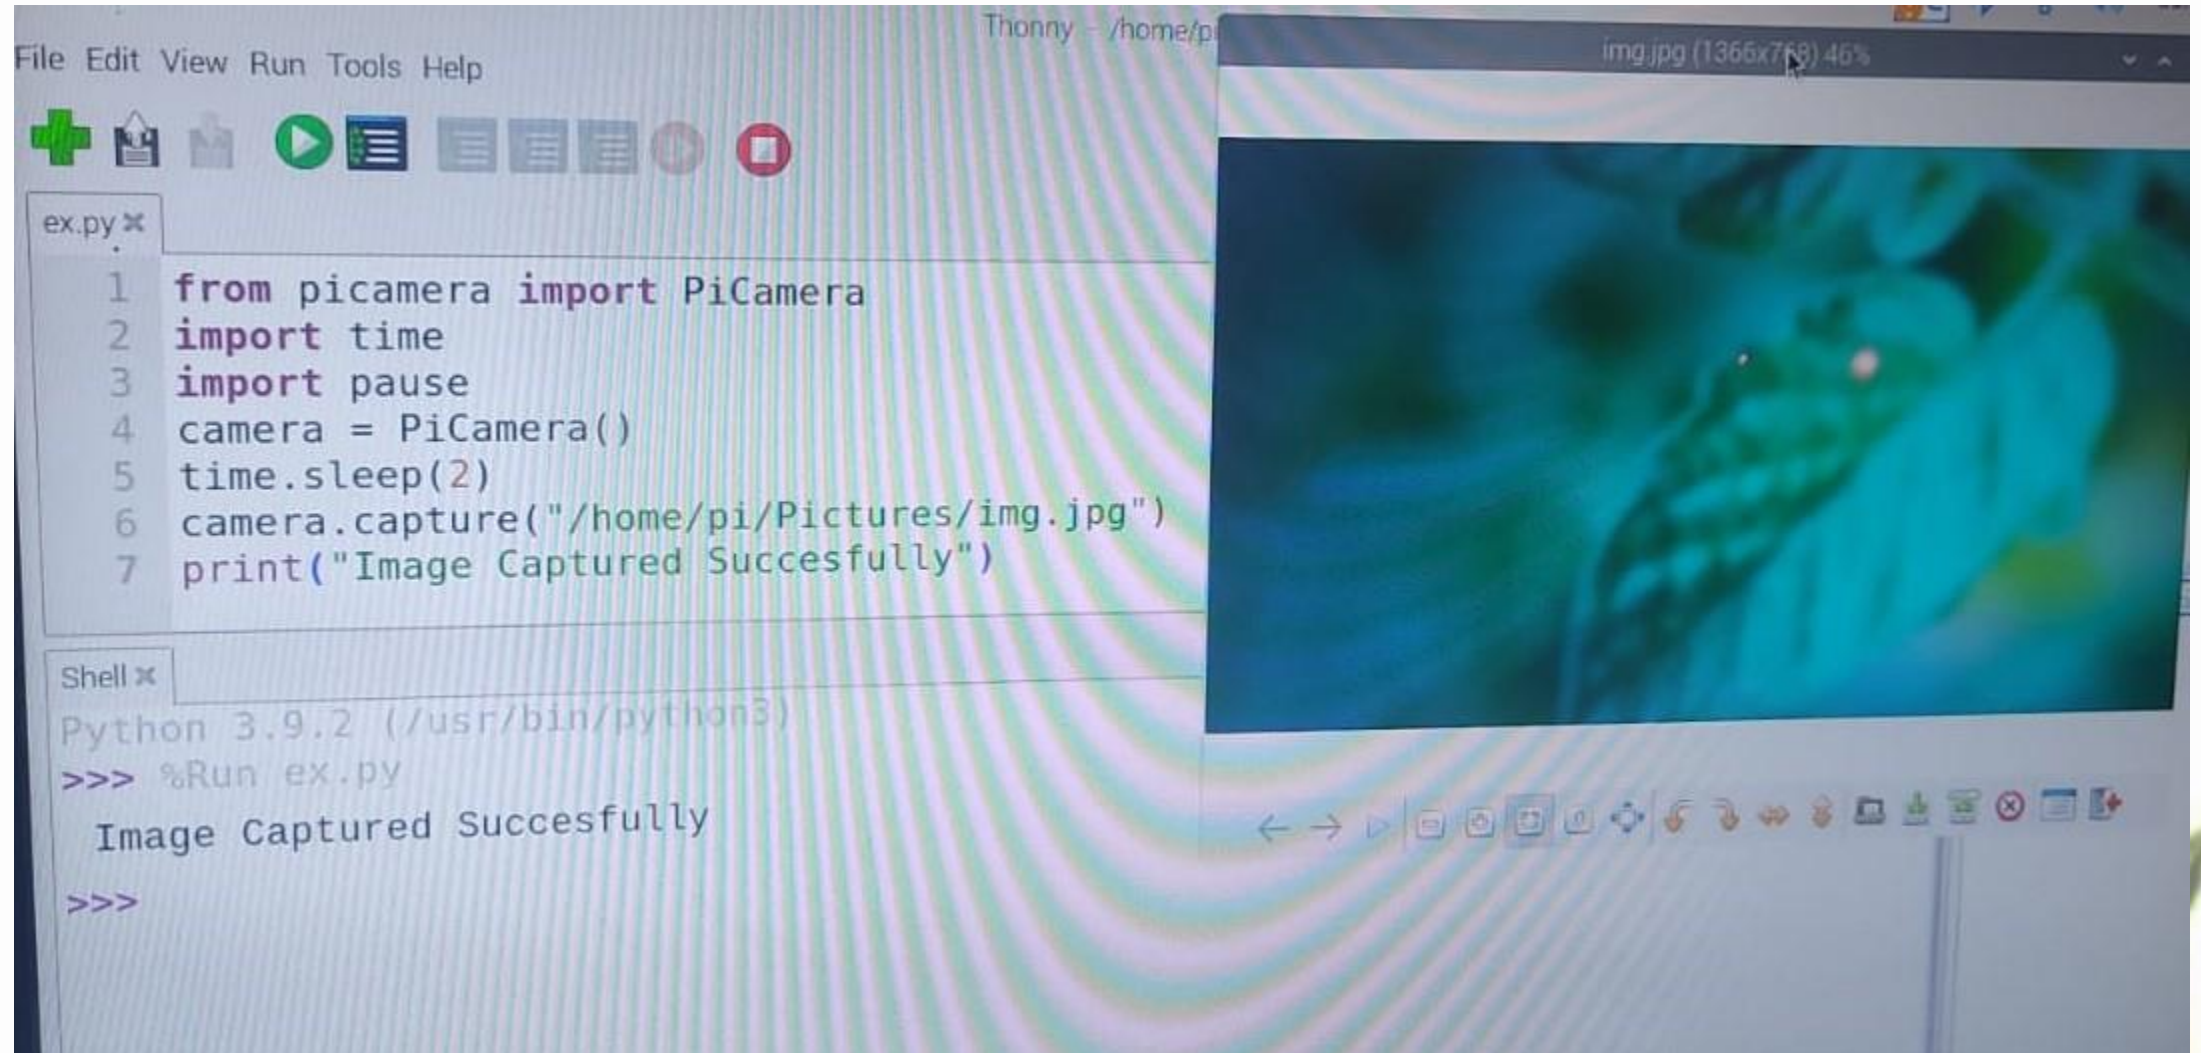 Thonny - /home/pi
img.jpg (1366x768) 46%
File Edit View Run Tools Help
ex.py
1 from picamera import PiCamera
2 import time
3 import pause
4 camera = PiCamera()
5 time.sleep(2)
6 camera.capture("/home/pi/Pictures/img.jpg")
7 print("Image Captured Succesfully")
Shell
Python 3.9.2 (/usr/bin/python3)
>>> %Run ex.py
Image Captured Succesfully
>>>